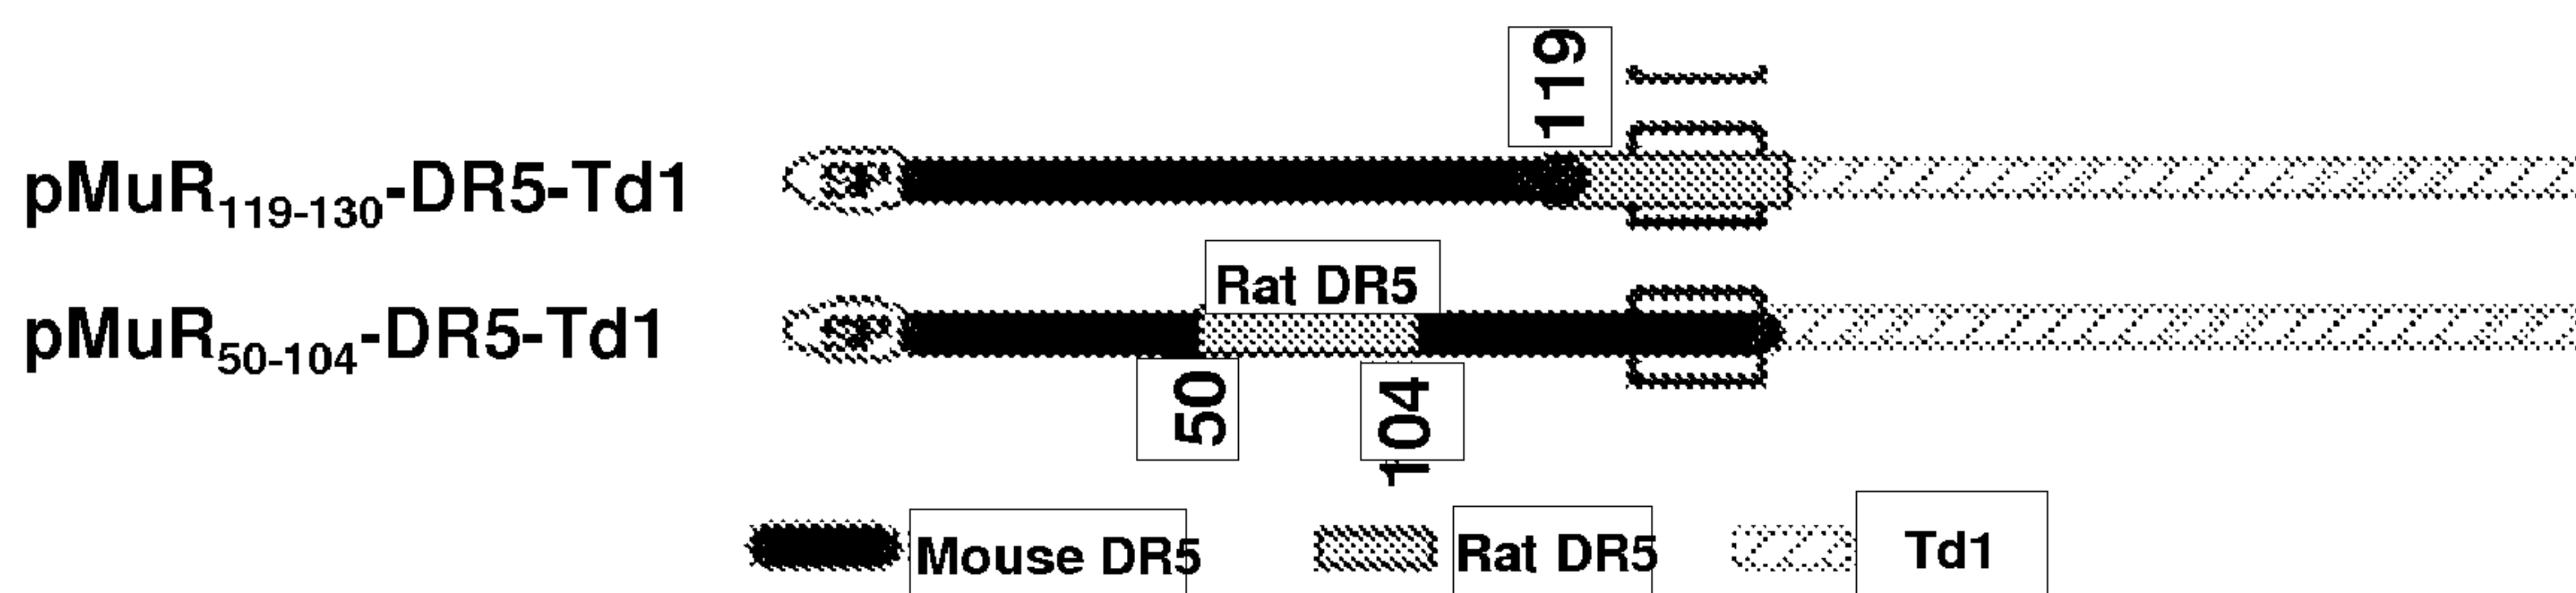 119
pMuR119-130-DR5-Td1
Rat DR5
pMuR50-104-DR5-Td1
50
104
Mouse DR5
Rat DR5
Td1